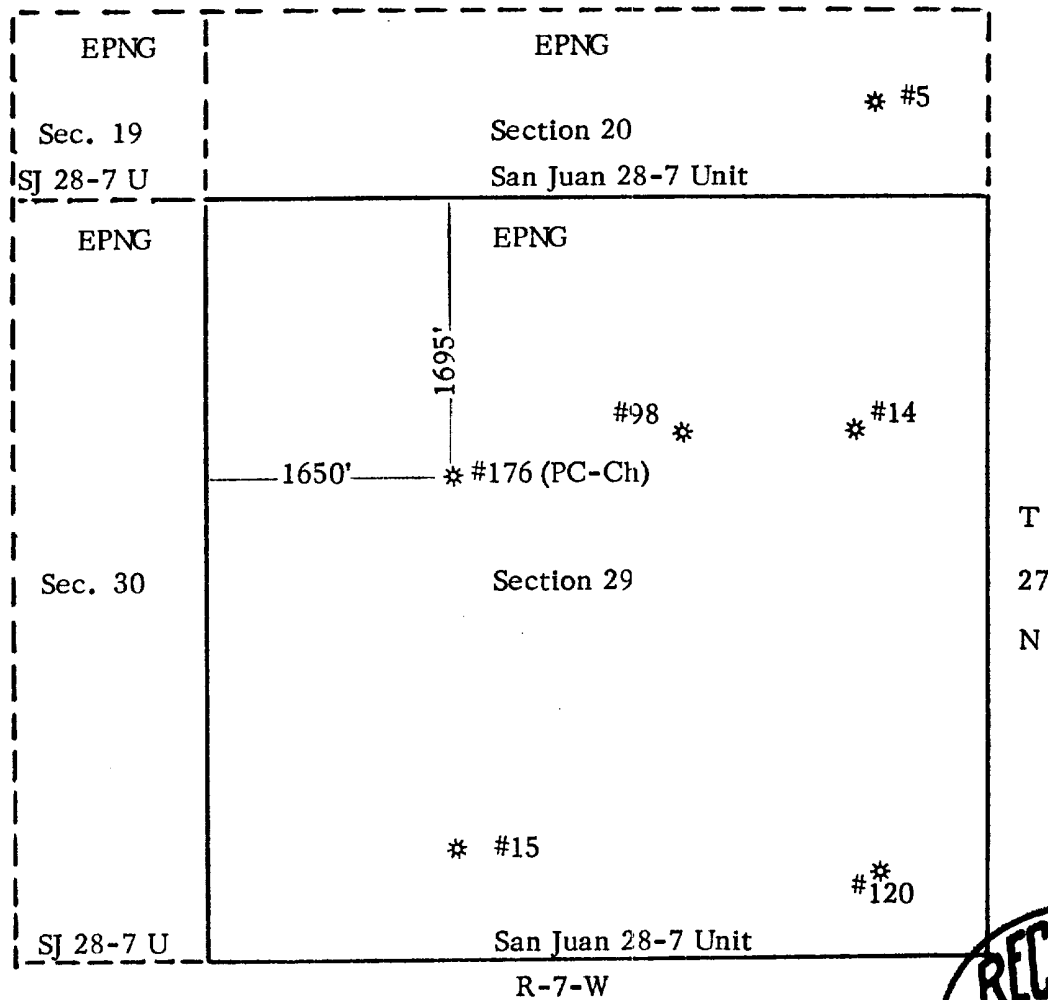 EPNG
EPNG
#5
Sec. 19
Section 20
SJ 28-7 U
San Juan 28-7 Unit
EPNG
EPNG
1695'
#98
#14
1650'
#176 (PC-Ch)
T
27
N
Sec. 30
Section 29
#15
#120
SJ 28-7 U
San Juan 28-7 Unit
R-7-W